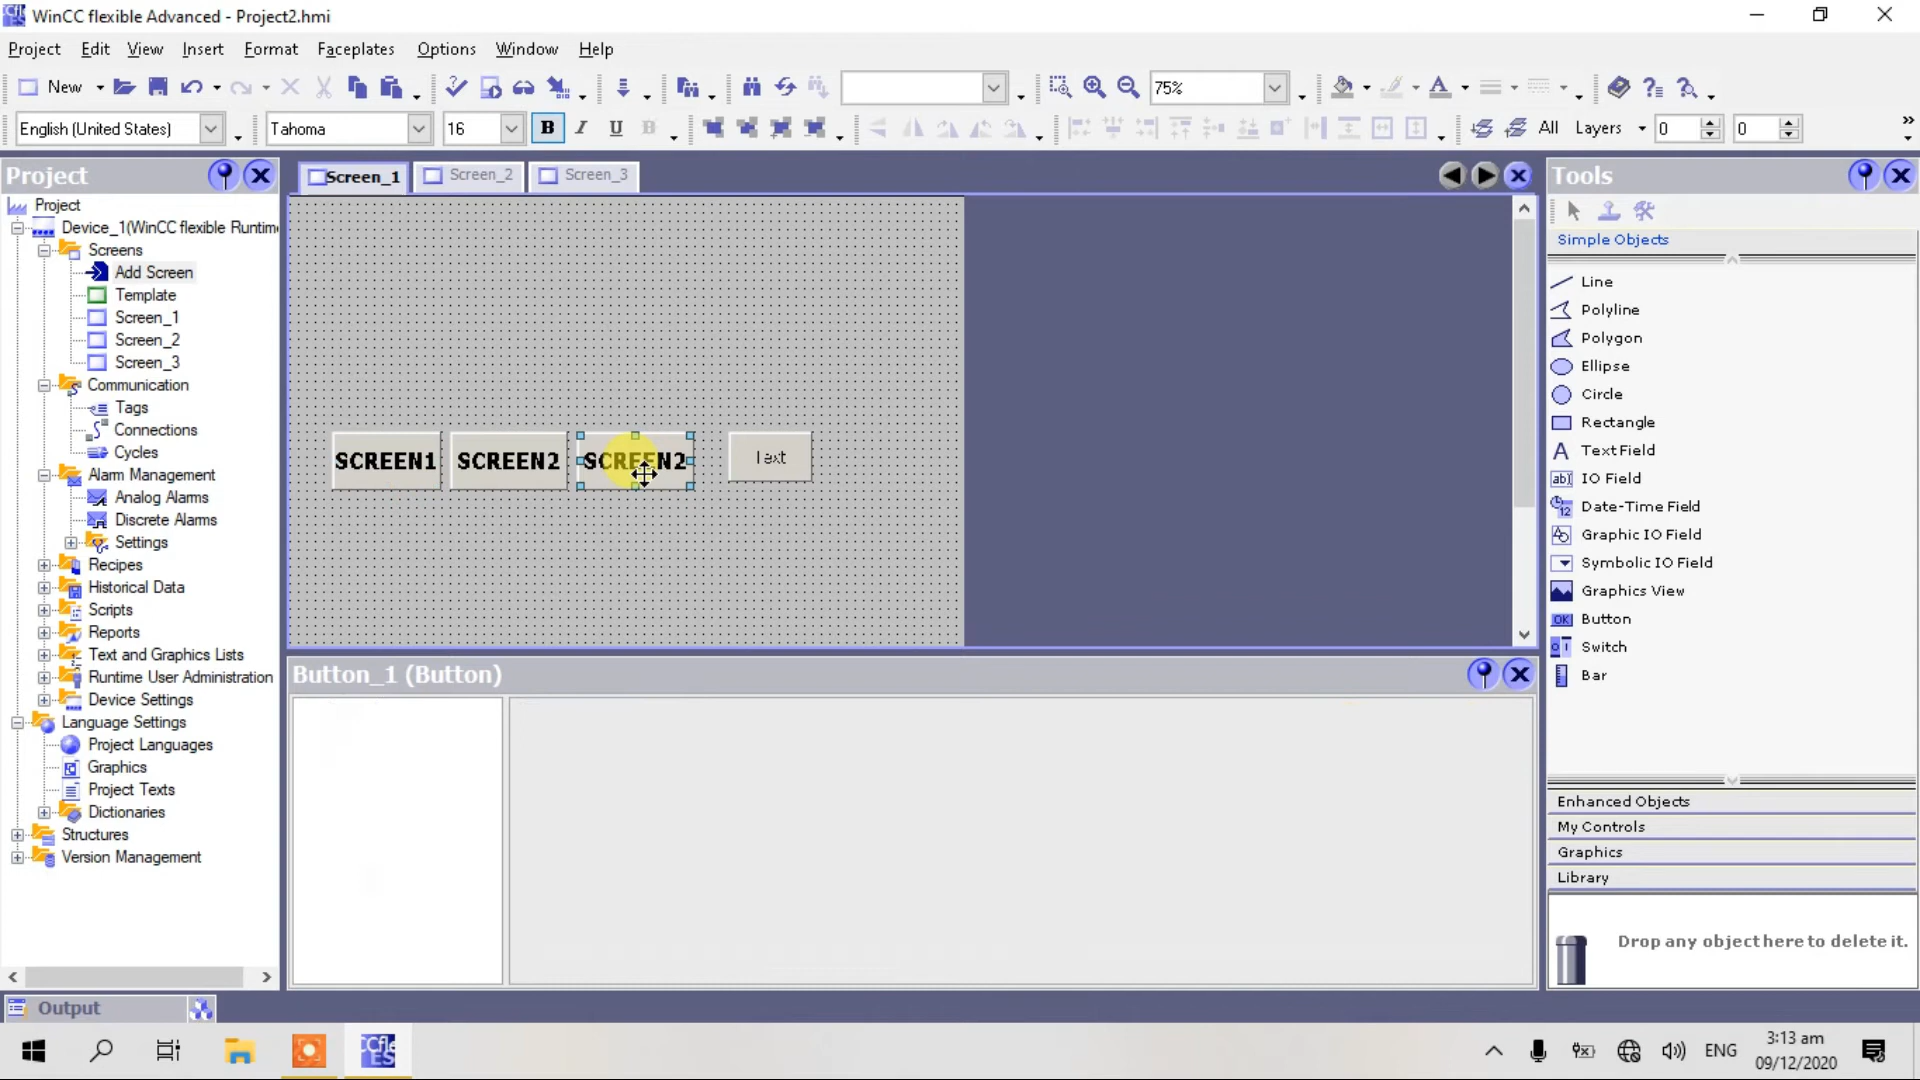 WinCC flexible Advanced - Project2.hmi
Project Edit View Insert Format Faceplates Options Window Help
New 75%
English (United States) Tahoma 16 B I U B All Layers 0 0
Project
Screen_1 Screen_2 Screen_3
Tools
Project
Device_1(WinCC flexible Runtim
Screens
Add Screen
Template
Screen_1
Screen_2
Screen_3
Communication
Tags
Connections
Cycles
Alarm Management
Analog Alarms
Discrete Alarms
Settings
Recipes
Historical Data
Scripts
Reports
Text and Graphics Lists
Runtime User Administration
Device Settings
Language Settings
Project Languages
Graphics
Project Texts
Dictionaries
Structures
Version Management
SCREEN1 SCREEN2 SCREEN2 Text
Button_1 (Button)
Simple Objects
Line
Polyline
Polygon
Ellipse
Circle
Rectangle
Text Field
IO Field
Date-Time Field
Graphic IO Field
Symbolic IO Field
Graphics View
OK Button
Switch
Bar
Enhanced Objects
My Controls
Graphics
Library
Drop any object here to delete it.
Output
ENG
3:13 am
09/12/2020